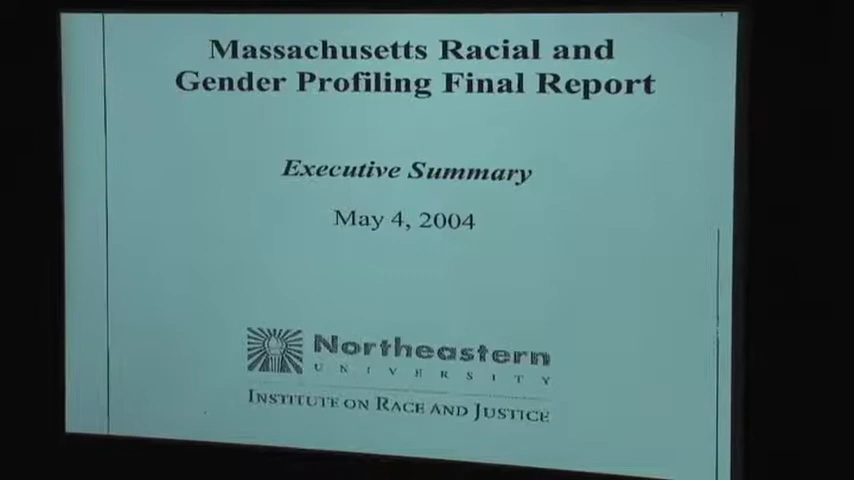 Massachusetts Racial and
Gender Profiling Final Report
Executive Summary
May 4, 2004
Northeastern
UNIVERSITY
INSTITUTE ON RACE AND JUSTICE